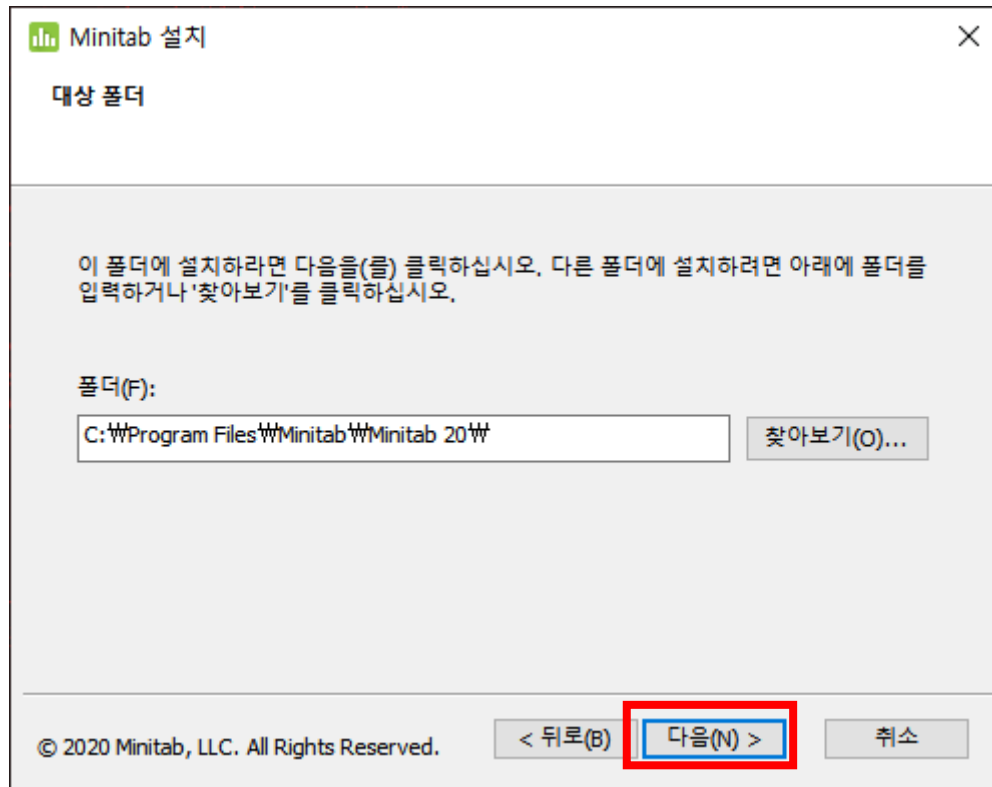 Minitab 설치
대상 폴더
이 폴더에 설치하라면 다음을(를) 클릭하십시오. 다른 폴더에 설치하려면 아래에 폴더를
입력하거나 '찾아보기'를 클릭하십시오.
폴더(F):
C:₩Program Files₩Minitab₩Minitab 20₩
찾아보기(O)...
© 2020 Minitab, LLC. All Rights Reserved.
< 뒤로(B)
다음(N) >
취소